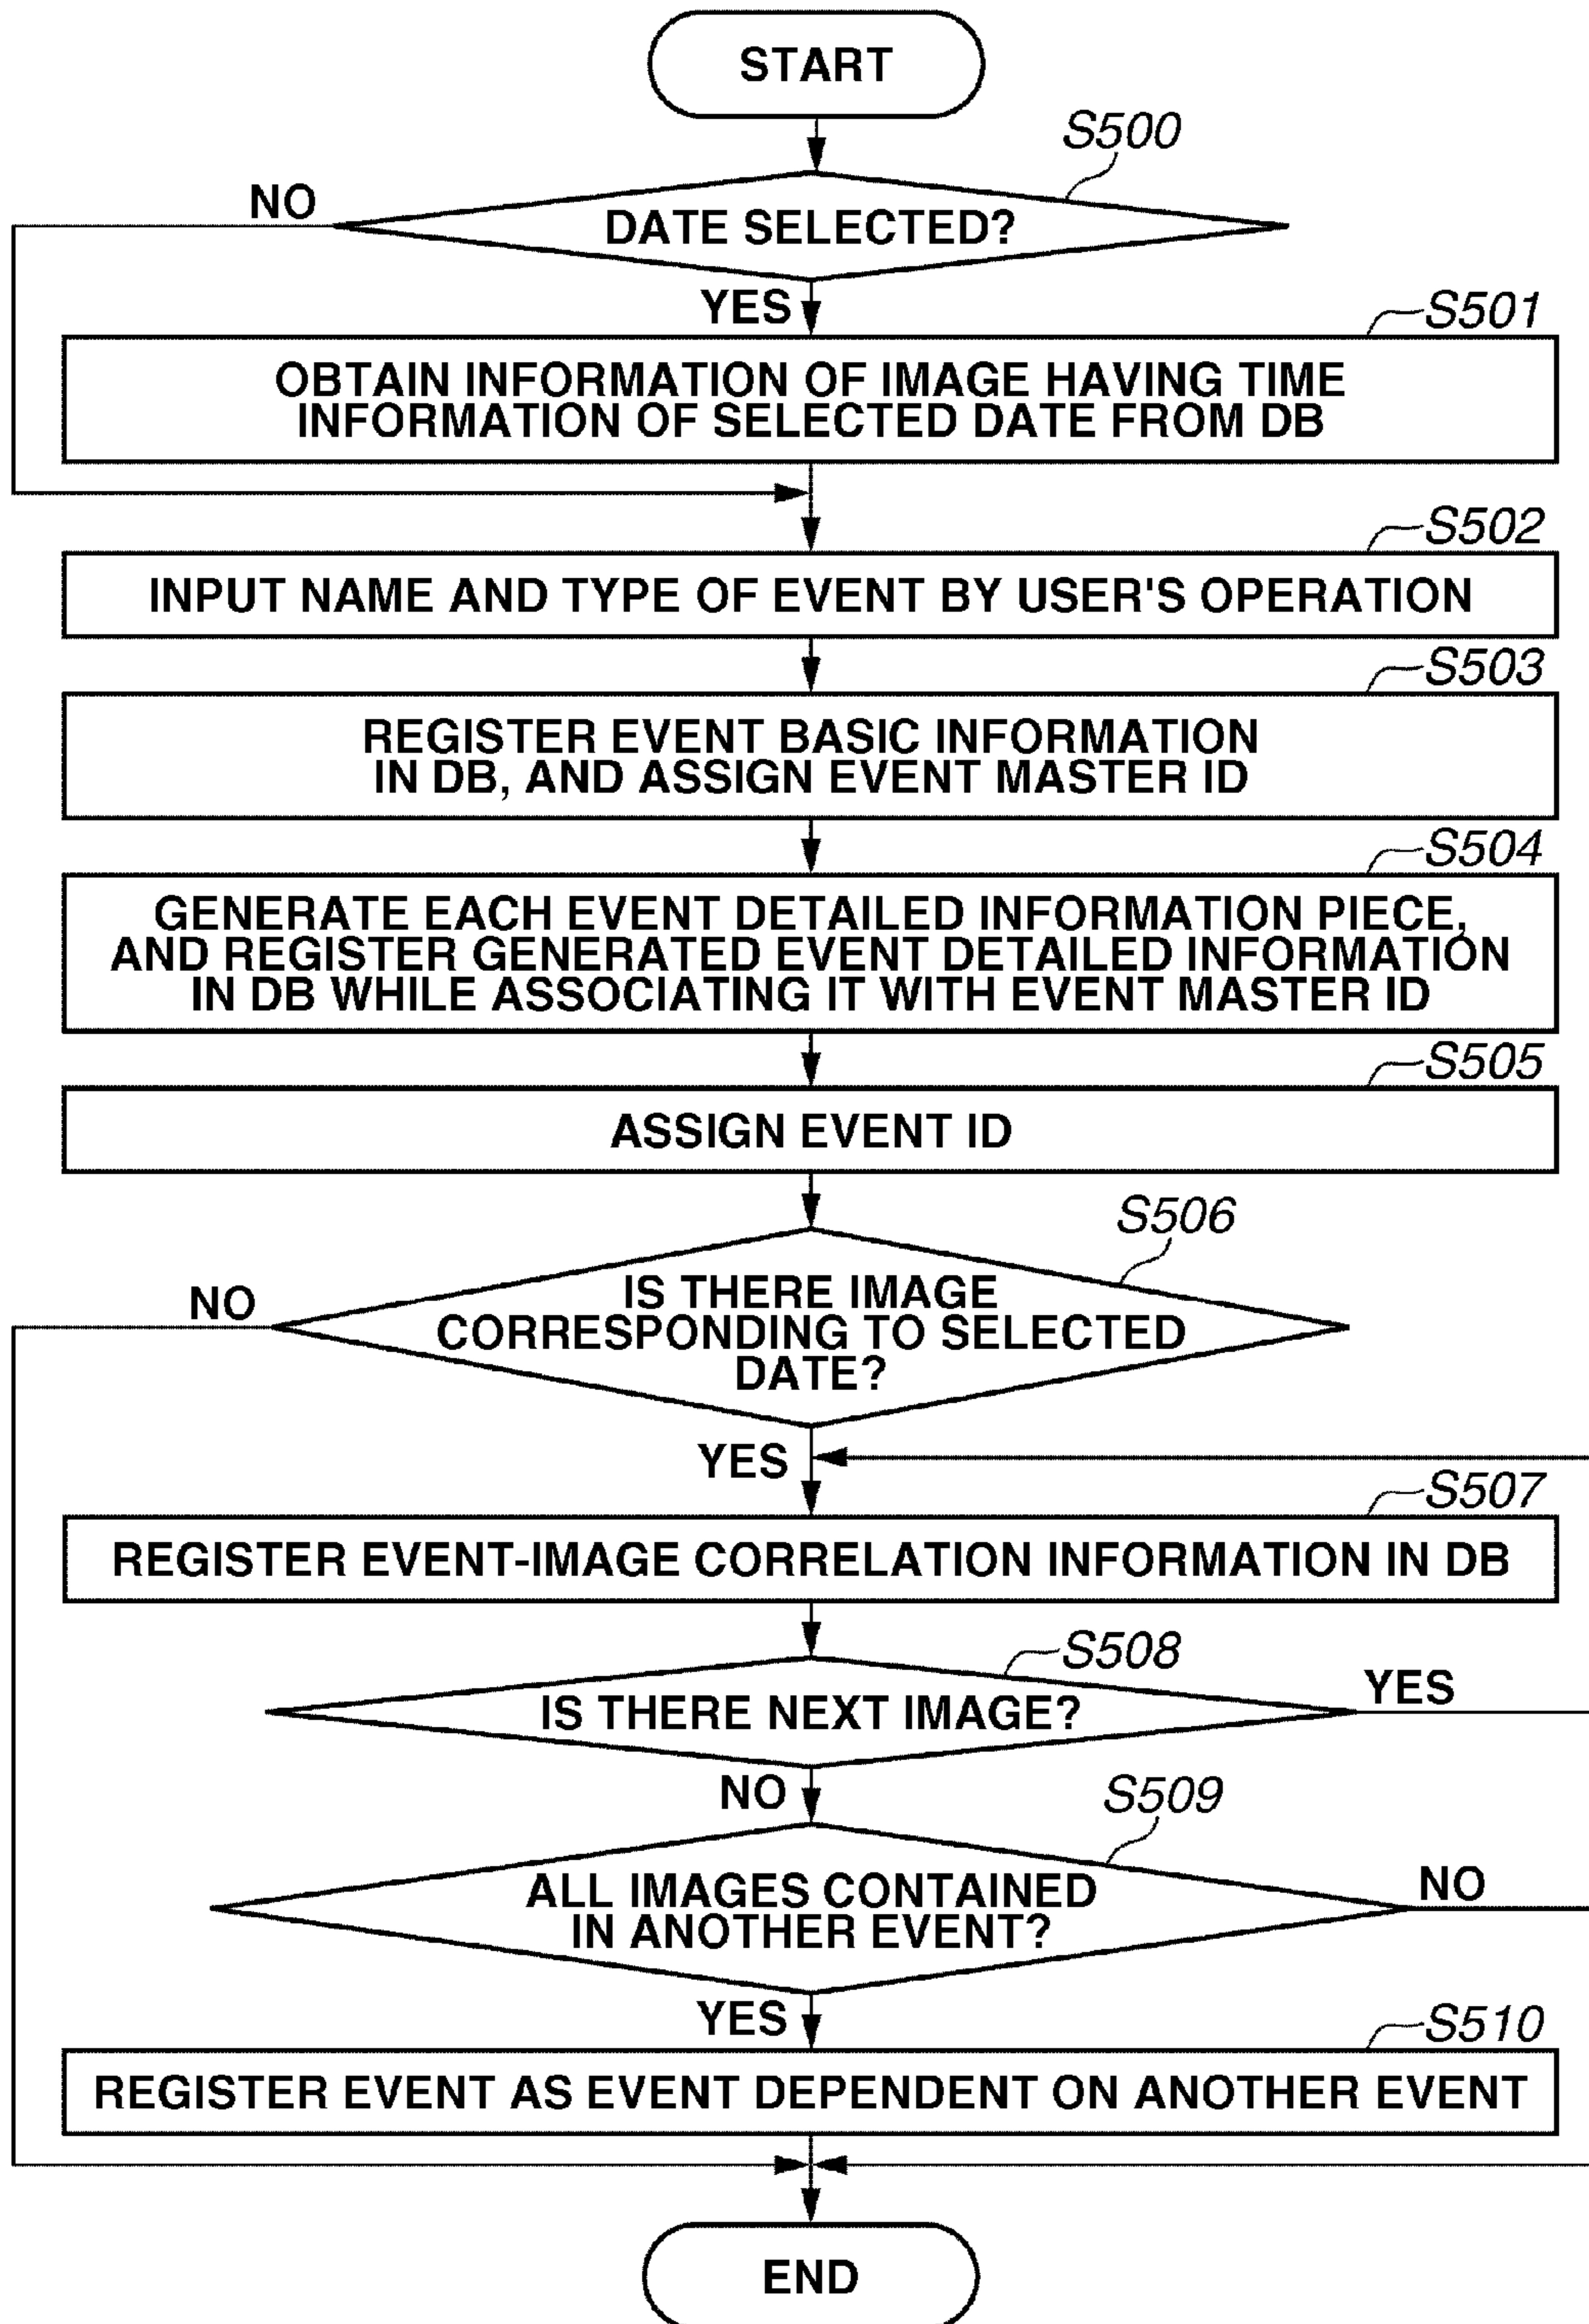 START
S500
NO
DATE SELECTED?
YES
S501
OBTAIN INFORMATION OF IMAGE HAVING TIME
INFORMATION OF SELECTED DATE FROM DB
S502
INPUT NAME AND TYPE OF EVENT BY USER'S OPERATION
S503
REGISTER EVENT BASIC INFORMATION
IN DB, AND ASSIGN EVENT MASTER ID
S504
GENERATE EACH EVENT DETAILED INFORMATION PIECE,
AND REGISTER GENERATED EVENT DETAILED INFORMATION
IN DB WHILE ASSOCIATING IT WITH EVENT MASTER ID
S505
ASSIGN EVENT ID
S506
NO
IS THERE IMAGE
CORRESPONDING TO SELECTED
DATE?
YES
S507
REGISTER EVENT-IMAGE CORRELATION INFORMATION IN DB
S508
YES
IS THERE NEXT IMAGE?
NO
S509
NO
ALL IMAGES CONTAINED
IN ANOTHER EVENT?
YES
S510
REGISTER EVENT AS EVENT DEPENDENT ON ANOTHER EVENT
END